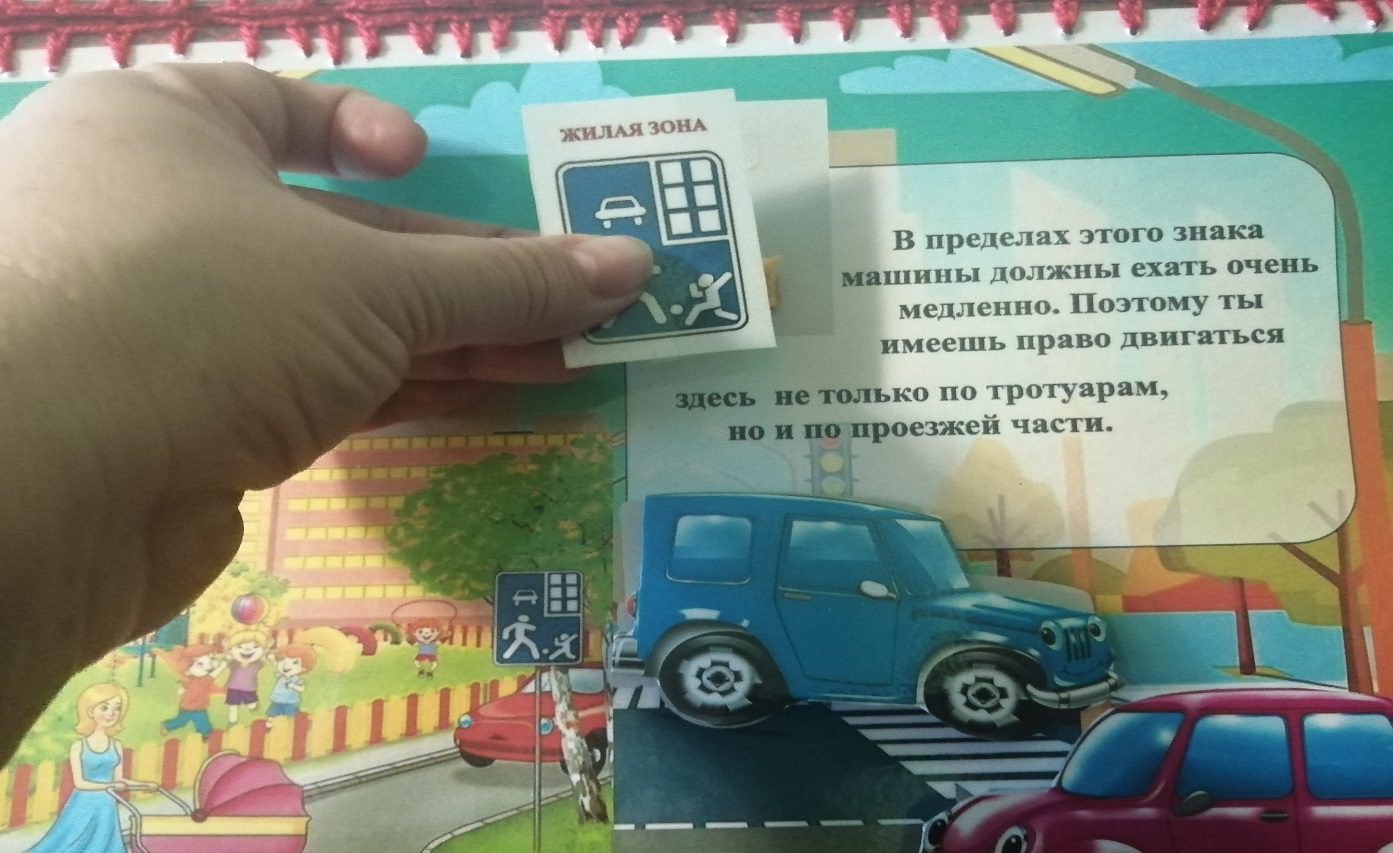 ЖИЛАЯ ЗОНА
В пределах этого знака
машины должны ехать очень
медленно. Поэтому ты
имеешь право двигаться
здесь не только по тротуарам,
но и по проезжей части.